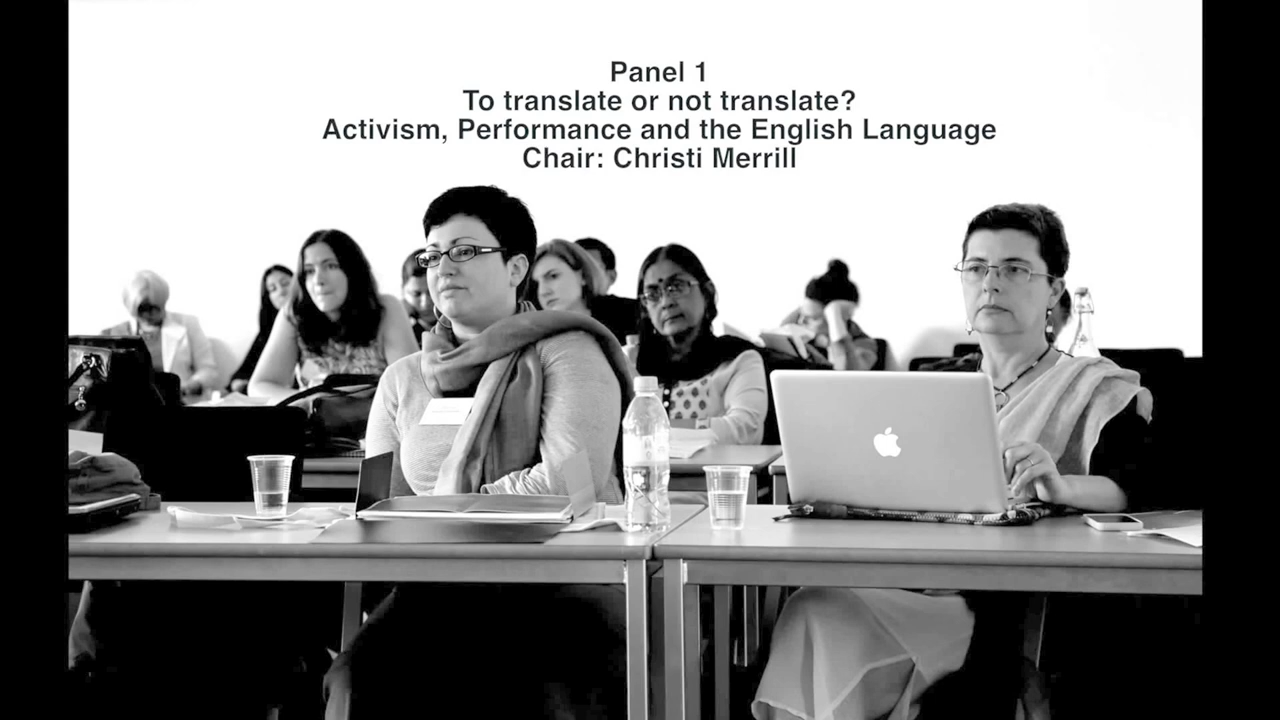 Panel 1
To translate or not translate?
Activism, Performance and the English Language
Chair: Christi Merrill